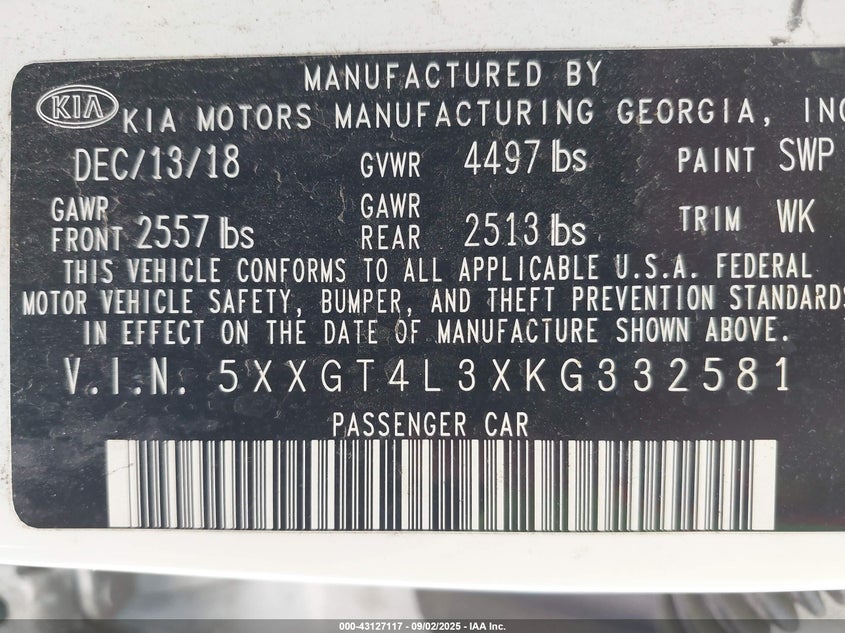 MANUFACTURED BY
KIA KIA MOTORS MANUFACTURING GEORGIA, INC
DEC/13/18 GVWR 4497 lbs PAINT SWP
GAWR FRONT 2557 lbs GAWR REAR 2513 lbs TRIM WK
THIS VEHICLE CONFORMS TO ALL APPLICABLE U.S.A. FEDERAL
MOTOR VEHICLE SAFETY, BUMPER, AND THEFT PREVENTION STANDARDS
IN EFFECT ON THE DATE OF MANUFACTURE SHOWN ABOVE.
V.I.N. 5XXGT4L3XKG332581
PASSENGER CAR
000-43127117 | 09/02/2025 - IAA Inc.